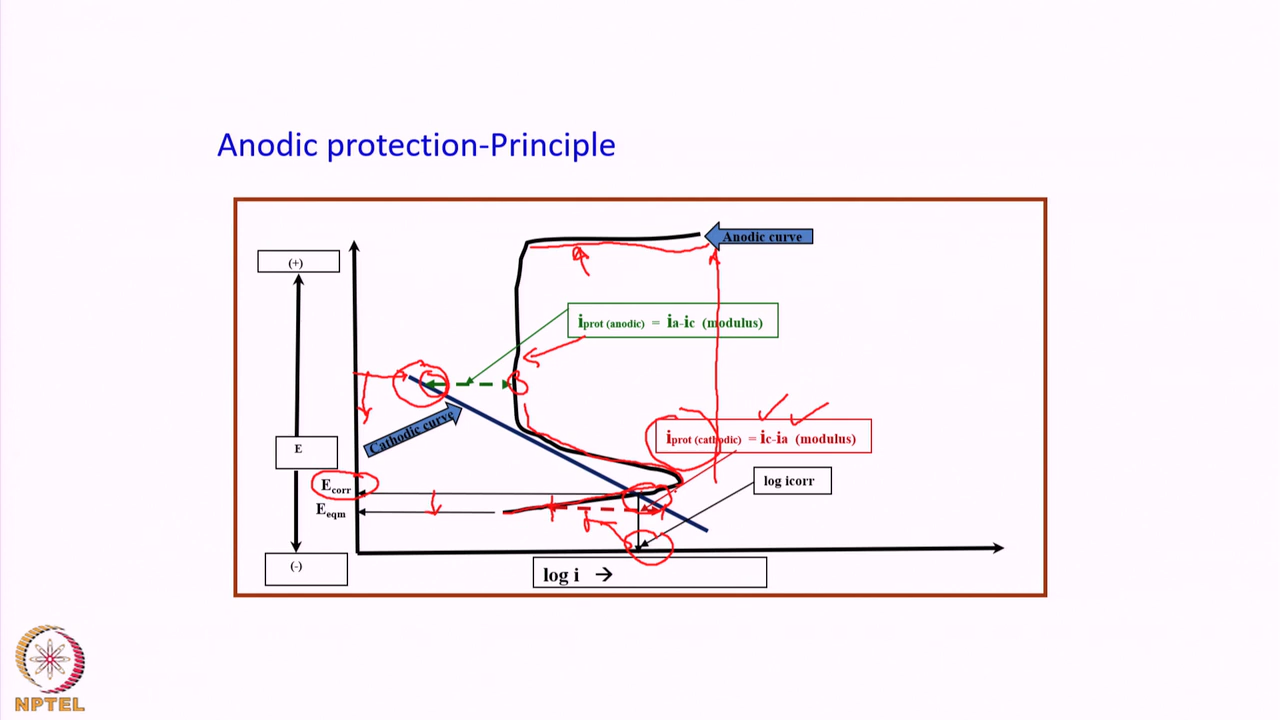 Anodic protection-Principle
Anodic curve
(+)
iprot (anodic) = ia-ic (modulus)
Cathodic curve
iprot (cathodic) = ic-ia (modulus)
E
Ecorr
log icorr
Eeqm
(-)
log i →
NPTEL